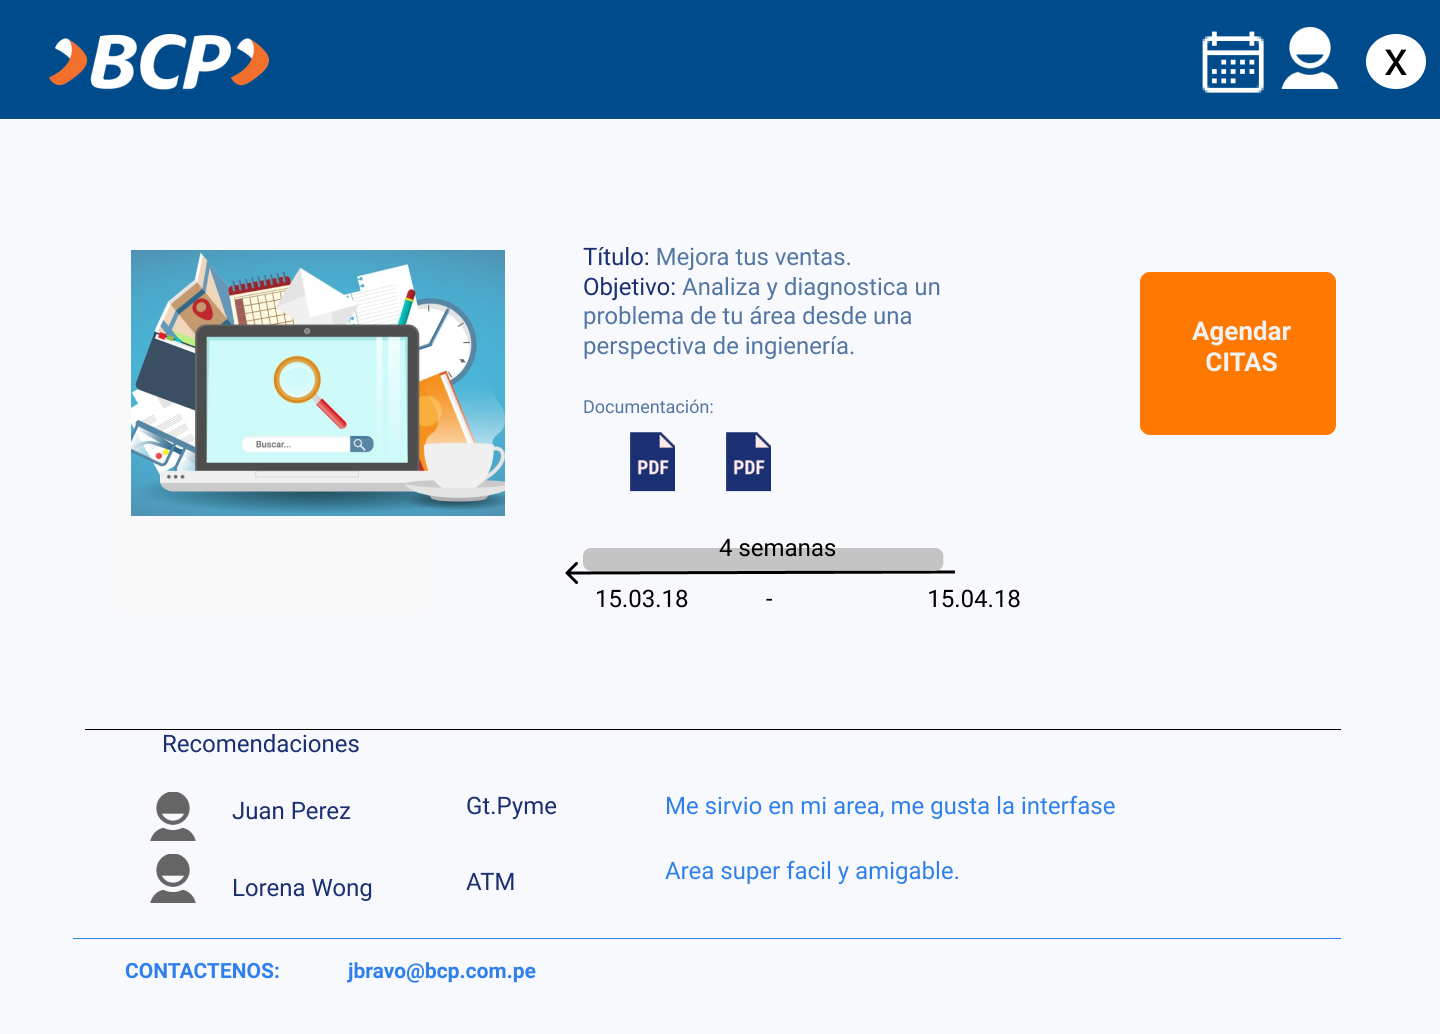 BCP
X
Título: Mejora tus ventas.
Objetivo: Analiza y diagnostica un
problema de tu área desde una
perspectiva de ingienería.
Agendar
CITAS
Buscar...
Documentación:
PDF PDF
4 semanas
15.03.18 - 15.04.18
Recomendaciones
Juan Perez Gt.Pyme Me sirvio en mi area, me gusta la interfase
Lorena Wong ATM Area super facil y amigable.
CONTACTENOS: jbravo@bcp.com.pe